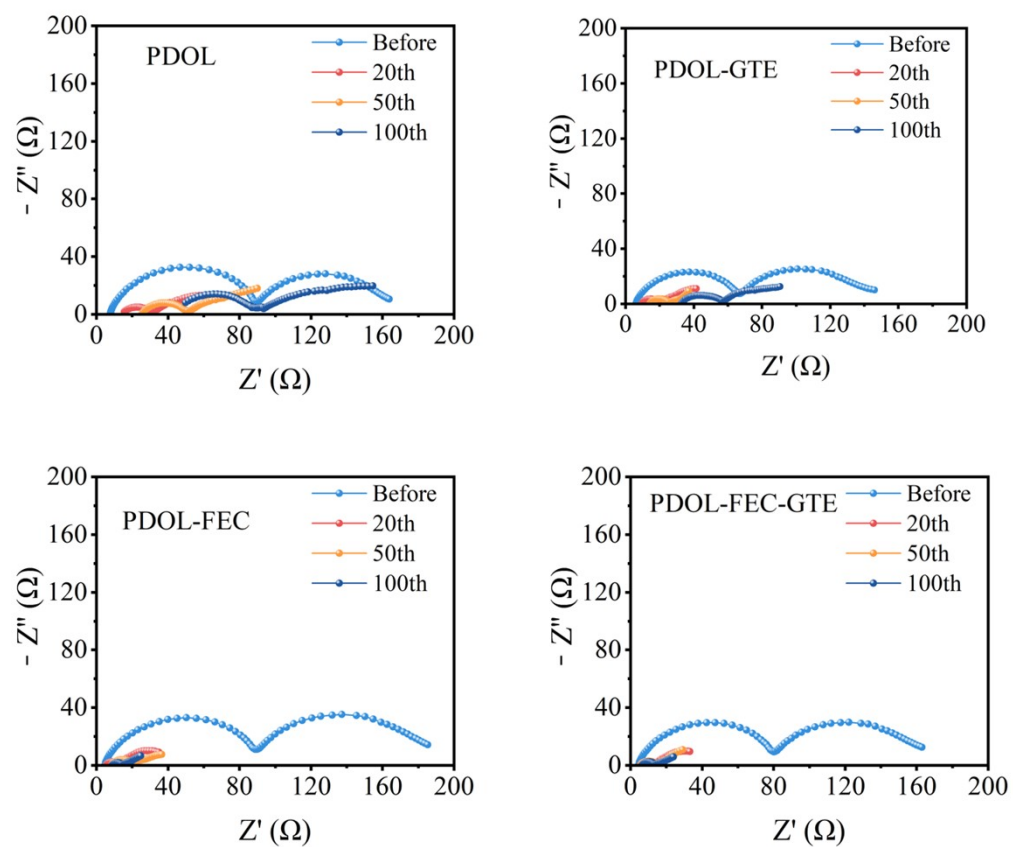 PDOL
Before
20th
50th
100th
200
160
120
80
40
0
- Z" (Ω)
0 40 80 120 160 200
Z' (Ω)
PDOL-GTE
Before
20th
50th
100th
200
160
120
80
40
0
- Z" (Ω)
0 40 80 120 160 200
Z' (Ω)
PDOL-FEC
Before
20th
50th
100th
200
160
120
80
40
0
- Z" (Ω)
0 40 80 120 160 200
Z' (Ω)
PDOL-FEC-GTE
Before
20th
50th
100th
200
160
120
80
40
0
- Z" (Ω)
0 40 80 120 160 200
Z' (Ω)